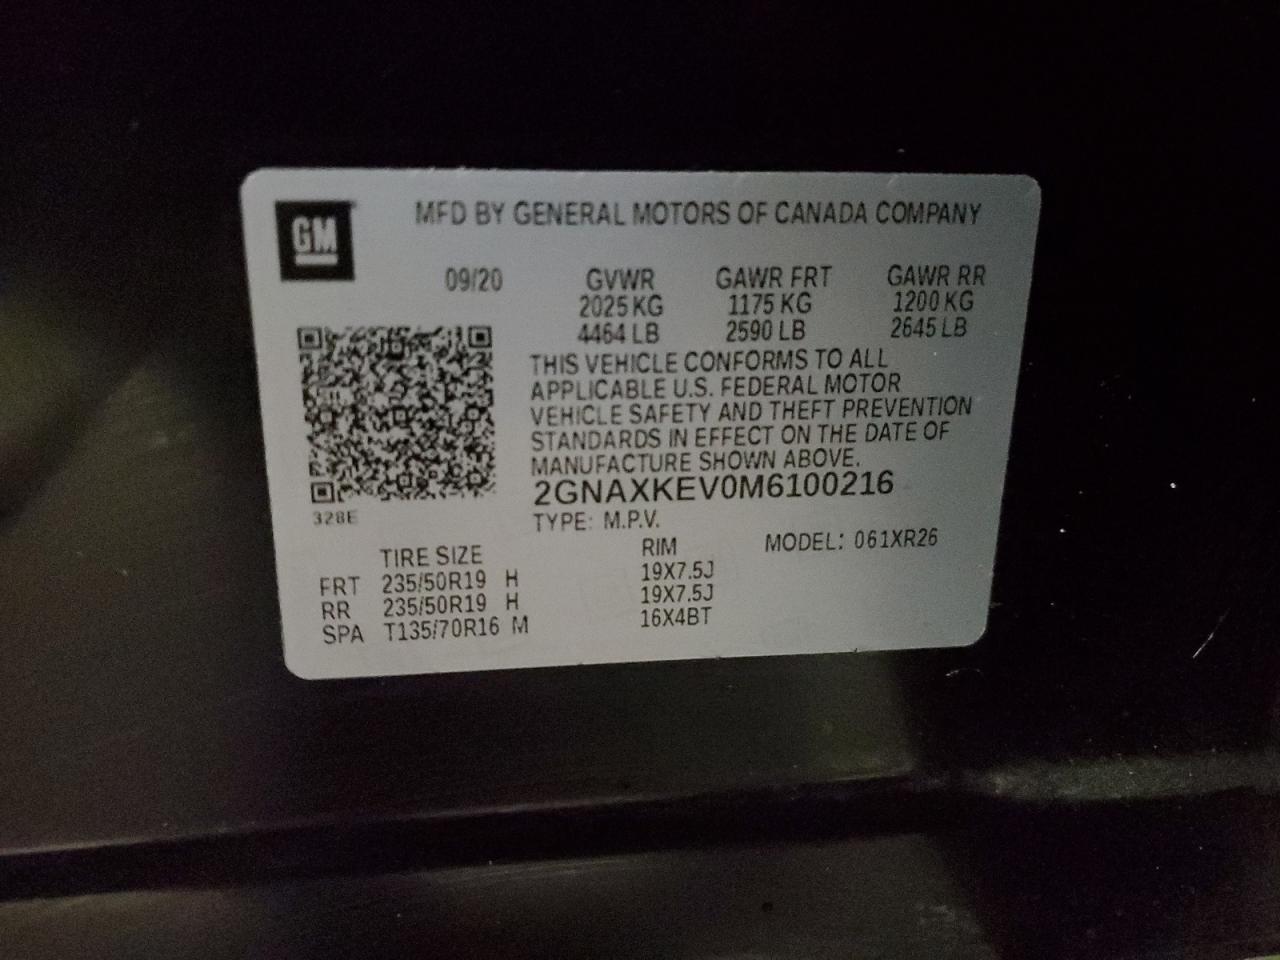 GM
MFD BY GENERAL MOTORS OF CANADA COMPANY
09/20 GVWR GAWR FRT GAWR RR
2025 KG 1175 KG 1200 KG
4464 LB 2590 LB 2645 LB
THIS VEHICLE CONFORMS TO ALL
APPLICABLE U.S. FEDERAL MOTOR
VEHICLE SAFETY AND THEFT PREVENTION
STANDARDS IN EFFECT ON THE DATE OF
MANUFACTURE SHOWN ABOVE.
2GNAXKEV0M6100216
328E
TYPE: M.P.V.
TIRE SIZE RIM MODEL: 061XR26
FRT 235/50R19 H 19X7.5J
RR 235/50R19 H 19X7.5J
SPA T135/70R16 M 16X4BT